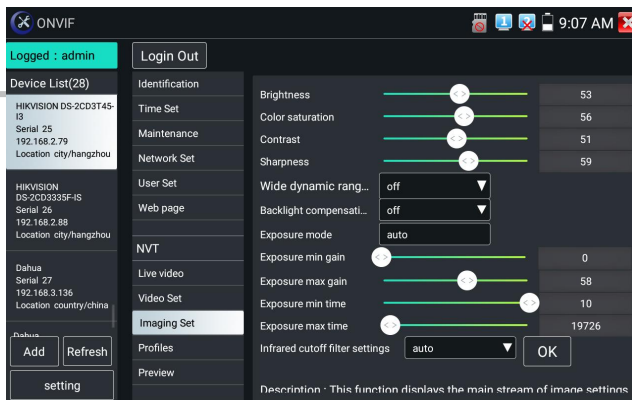 ONVIF
1
9:07 AM
Logged : admin
Login Out
Device List(28)
HIKVISION DS-2CD3T45-
I3
Serial 25
192.168.2.79
Location city/hangzhou
HIKVISION
DS-2CD3335F-IS
Serial 26
192.168.2.88
Location city/hangzhou
Dahua
Serial 27
192.168.3.136
Location country/china
Dahua
Add
Refresh
setting
Identification
Time Set
Maintenance
Network Set
User Set
Web page
NVT
Live video
Video Set
Imaging Set
Profiles
Preview
Brightness 53
Color saturation 56
Contrast 51
Sharpness 59
Wide dynamic rang... off
Backlight compensati... off
Exposure mode auto
Exposure min gain 0
Exposure max gain 58
Exposure min time 10
Exposure max time 19726
Infrared cutoff filter settings auto OK
Description : This function displays the main stream of image settings